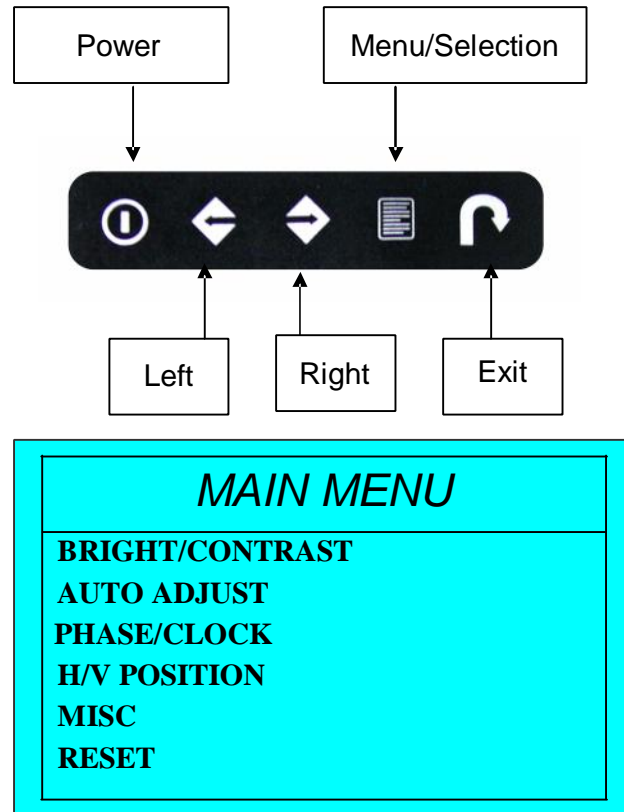 Power
Menu/Selection
Left
Right
Exit
MAIN MENU
BRIGHT/CONTRAST
AUTO ADJUST
PHASE/CLOCK
H/V POSITION
MISC
RESET